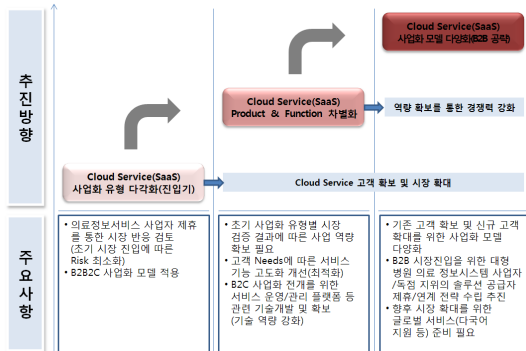 Cloud Service(SaaS)
사업화 모델 다양화(B2B 공략)
추진방향
Cloud Service(SaaS)
Product & Function 차별화
역량 확보를 통한 경쟁력 강화
Cloud Service(SaaS)
사업화 유형 다각화(진입기)
Cloud Service 고객 확보 및 시장 확대
주요사항
• 의료정보서비스 사업자 제휴
를 통한 시장 반응 검토
(초기 시장 진입에 따른
Risk 최소화)
• B2B2C 사업화 모델 적용
• 초기 사업화 유형별 시장
검증 결과에 따른 사업 역량
확보 필요
• 고객 Needs에 따른 서비스
기능 고도화 개선(최적화)
• B2C 사업화 전개를 위한
서비스 운영/관리 플랫폼 등
관련 기술개발 및 확보
(기술 역량 강화)
• 기존 고객 확보 및 신규 고객
확대를 위한 사업화 모델
다양화
• B2B 시장진입을 위한 대형
병원 의료 정보시스템 사업자
/독점 지위의 솔루션 공급자
제휴/연계 전략 수립 추진
• 향후 시장 확대를 위한
글로벌 서비스(다국어
지원 등) 준비 필요